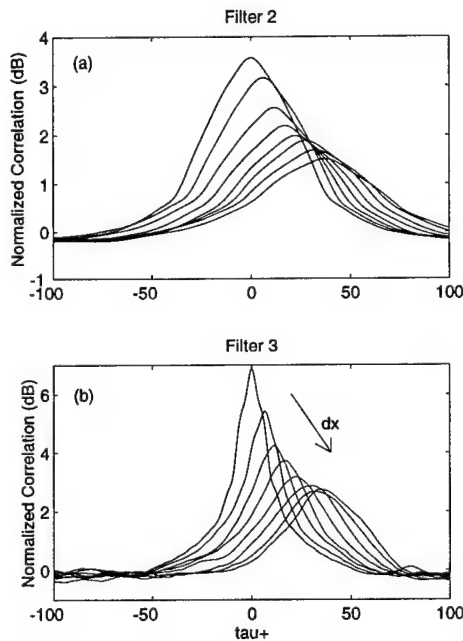 Filter 2
4
(a)
3
2
1
0
-1
Normalized Correlation (dB)
-100
-50
0
50
100
Filter 3
6
(b)
dx
4
2
0
Normalized Correlation (dB)
-100
-50
0
50
100
tau+